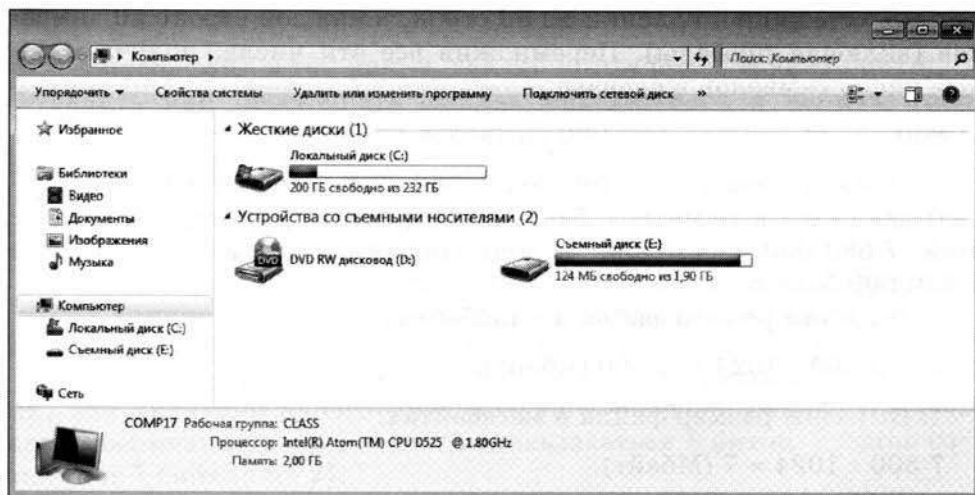 Компьютер
Поиск: Компьютер
Упорядочить
Свойства системы
Удалить или изменить программу
Подключить сетевой диск
»
Избранное
Библиотеки
Видео
Документы
Изображения
Музыка
Компьютер
Локальный диск (C:)
Съемный диск (E:)
Сеть
Жесткие диски (1)
Локальный диск (C:)
200 ГБ свободно из 232 ГБ
Устройства со съемными носителями (2)
DVD
DVD RW дисковод (D:)
Съемный диск (E:)
124 МБ свободно из 1,90 ГБ
COMP17 Рабочая группа: CLASS
Процессор: Intel(R) Atom(TM) CPU D525 @ 1.80GHz
Память: 2,00 ГБ